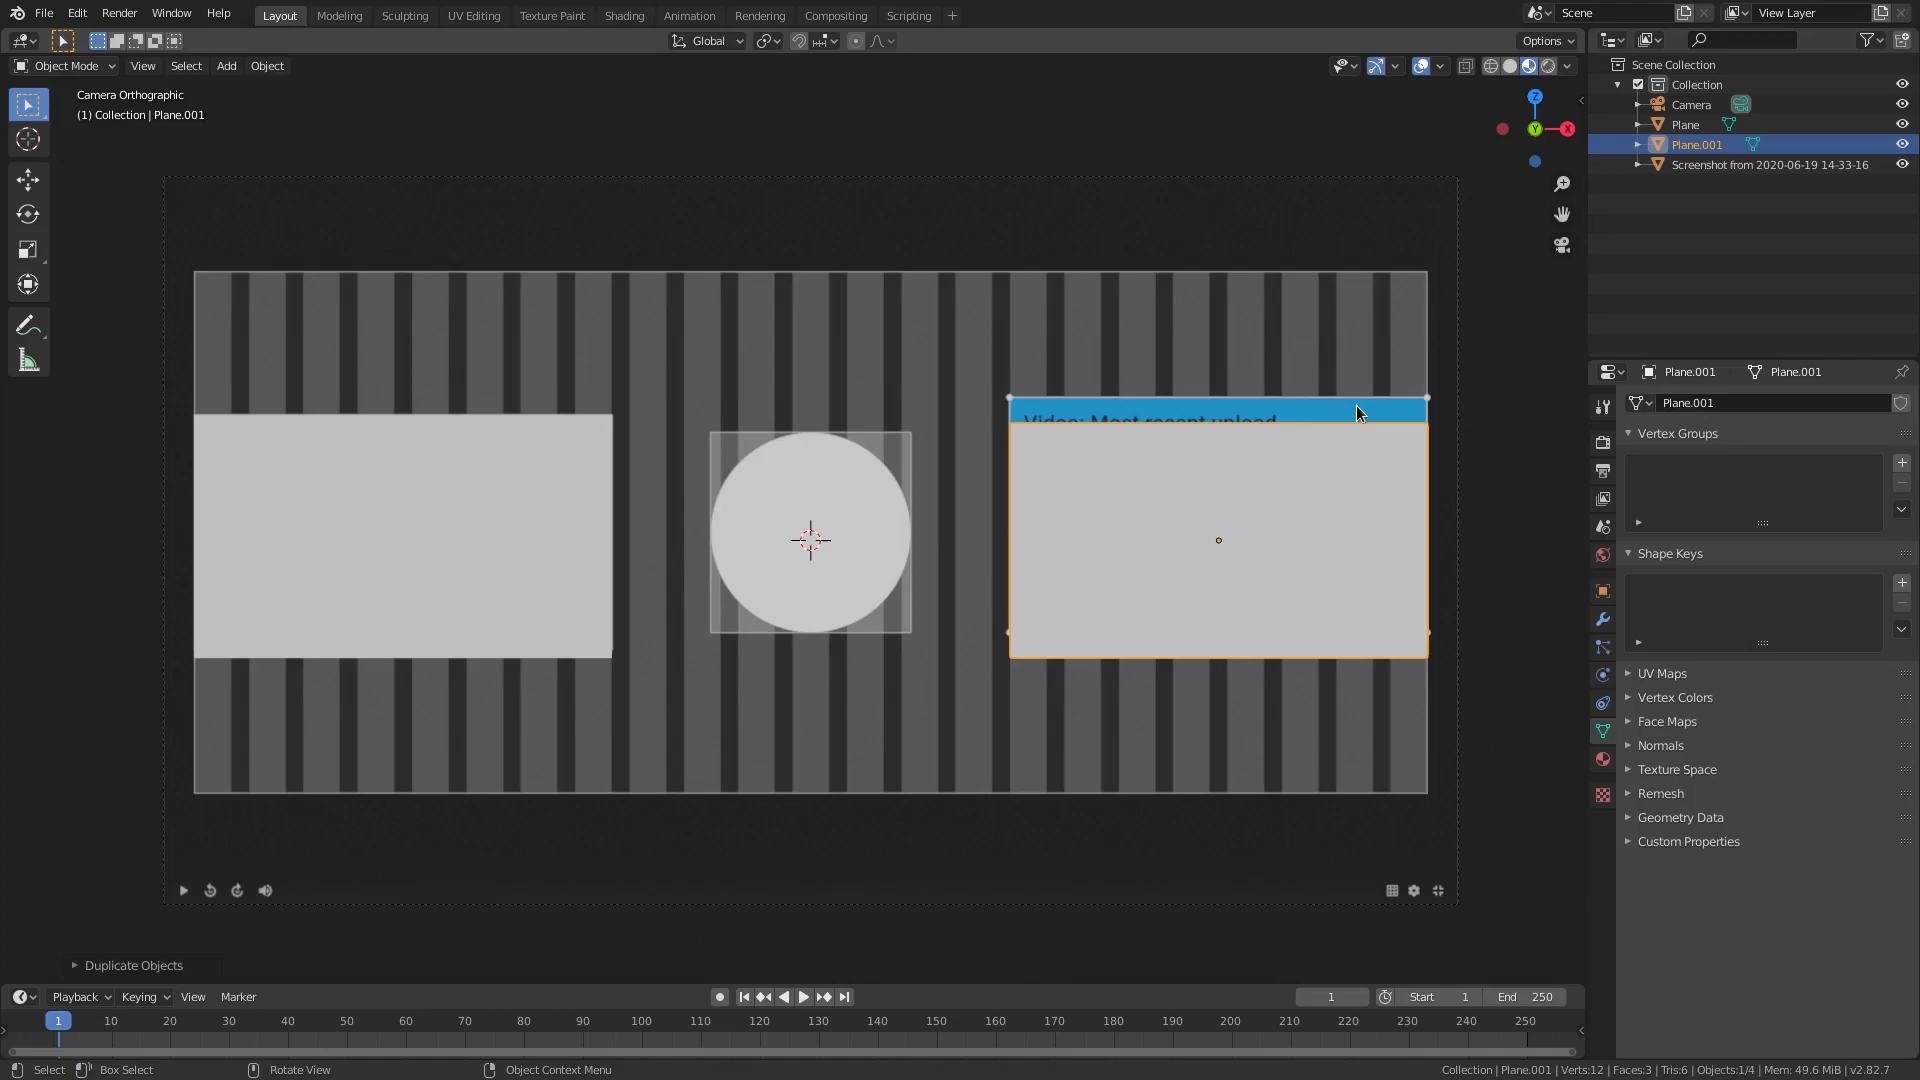 File Edit Render Window Help Layout Modeling Sculpting UV Editing Texture Paint Shading Animation Rendering Compositing Scripting + Scene View Layer
Global Options
Object Mode View Select Add Object
Camera Orthographic
(1) Collection | Plane.001
Z
Y X
Video: Most recent upload
Duplicate Objects
Scene Collection
Collection
Camera
Plane
Plane.001
Screenshot from 2020-06-19 14-33-16
Plane.001 Plane.001
Plane.001
Vertex Groups
Shape Keys
UV Maps
Vertex Colors
Face Maps
Normals
Texture Space
Remesh
Geometry Data
Custom Properties
Playback Keying View Marker 1 Start 1 End 250
1 10 20 30 40 50 60 70 80 90 100 110 120 130 140 150 160 170 180 190 200 210 220 230 240 250
Select Box Select Rotate View Object Context Menu Collection | Plane.001 | Verts:12 | Faces:3 | Tris:6 | Objects:1/4 | Mem: 49.6 MiB | v2.82.7